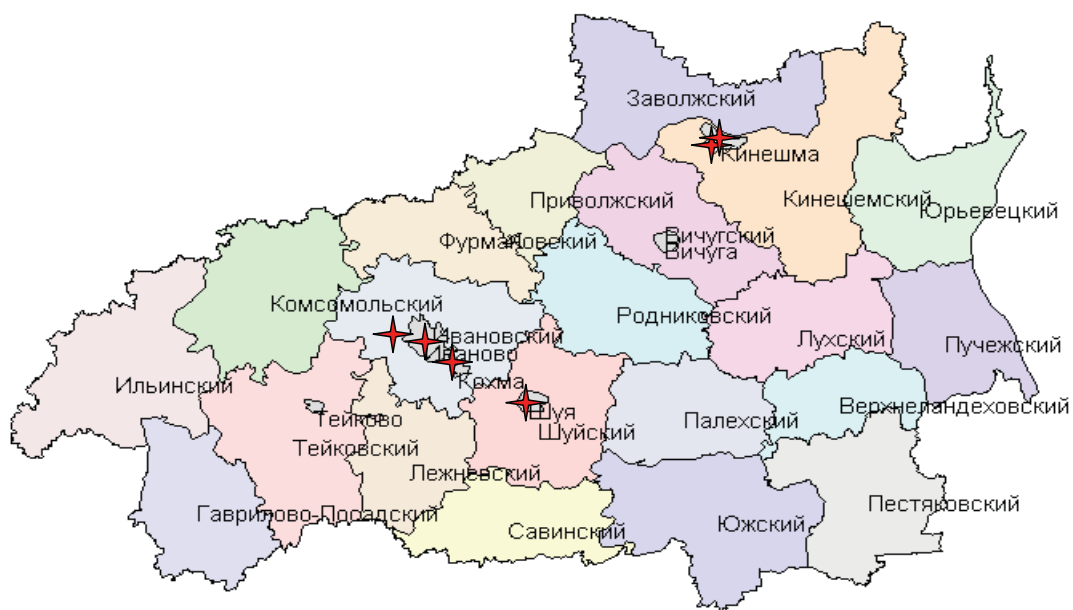 Заволжский
Кинешма
Приволжский
Кинешемский
Юрьевецкий
Фурмановский
Вичугский
Вичуга
Комсомольский
Родниковский
Ивановский
Лухский
Пучежский
Иваново
Ильинский
Кохма
Верхнеландеховский
Тейково
Шуя
Палехский
Шуйский
Тейковский
Лежневский
Пестяковский
Гаврилово-Посадский
Южский
Савинский